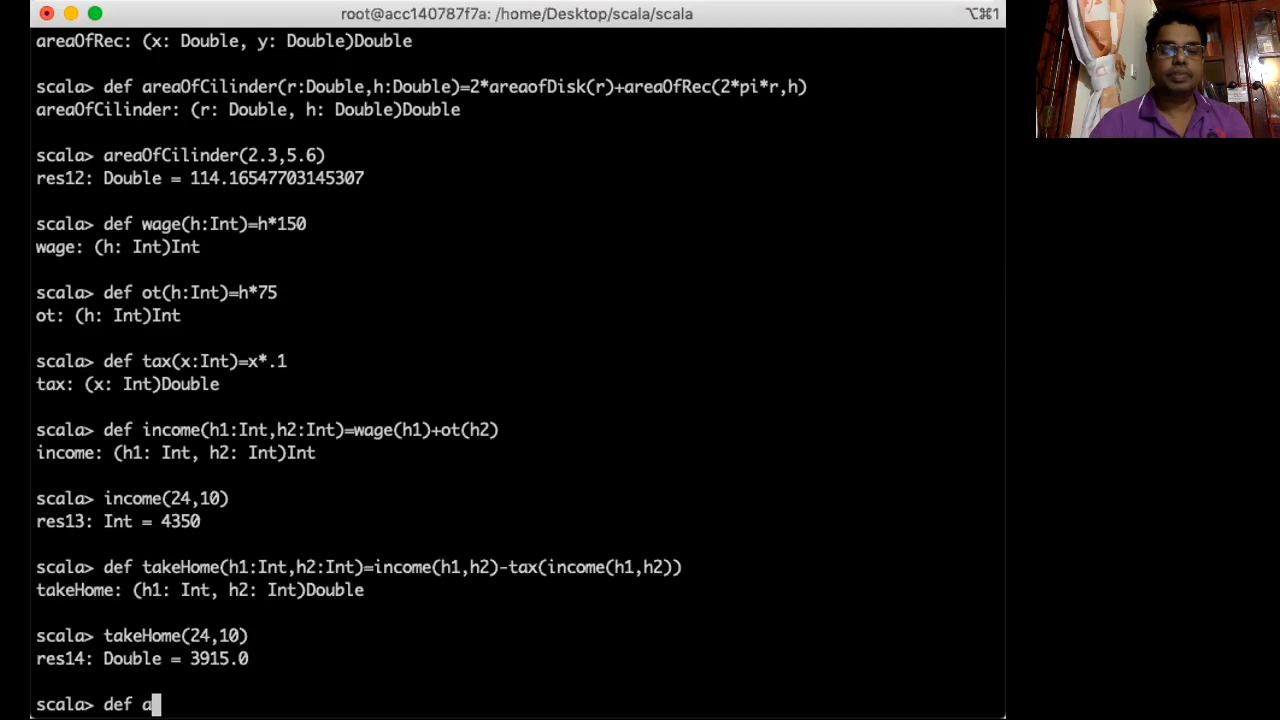 root@acc140787f7a: /home/Desktop/scala/scala
⌥⌘1
areaOfRec: (x: Double, y: Double)Double
scala> def areaOfCilinder(r:Double,h:Double)=2*areaofDisk(r)+areaOfRec(2*pi*r,h)
areaOfCilinder: (r: Double, h: Double)Double
scala> areaOfCilinder(2.3,5.6)
res12: Double = 114.16547703145307
scala> def wage(h:Int)=h*150
wage: (h: Int)Int
scala> def ot(h:Int)=h*75
ot: (h: Int)Int
scala> def tax(x:Int)=x*.1
tax: (x: Int)Double
scala> def income(h1:Int,h2:Int)=wage(h1)+ot(h2)
income: (h1: Int, h2: Int)Int
scala> income(24,10)
res13: Int = 4350
scala> def takeHome(h1:Int,h2:Int)=income(h1,h2)-tax(income(h1,h2))
takeHome: (h1: Int, h2: Int)Double
scala> takeHome(24,10)
res14: Double = 3915.0
scala> def a